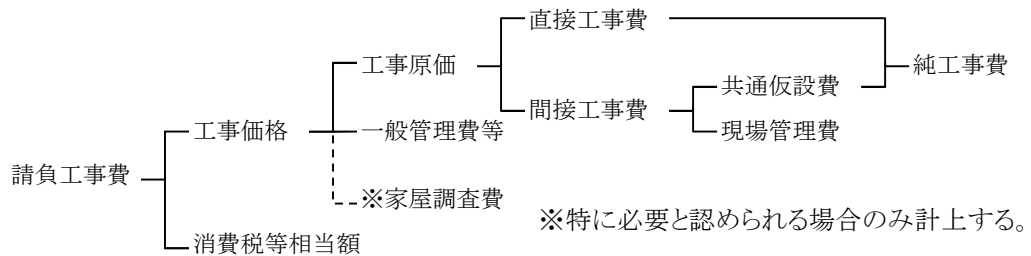 直接工事費
工事原価
純工事費
共通仮設費
間接工事費
工事価格
一般管理費等
現場管理費
請負工事費
※家屋調査費
※特に必要と認められる場合のみ計上する。
消費税等相当額